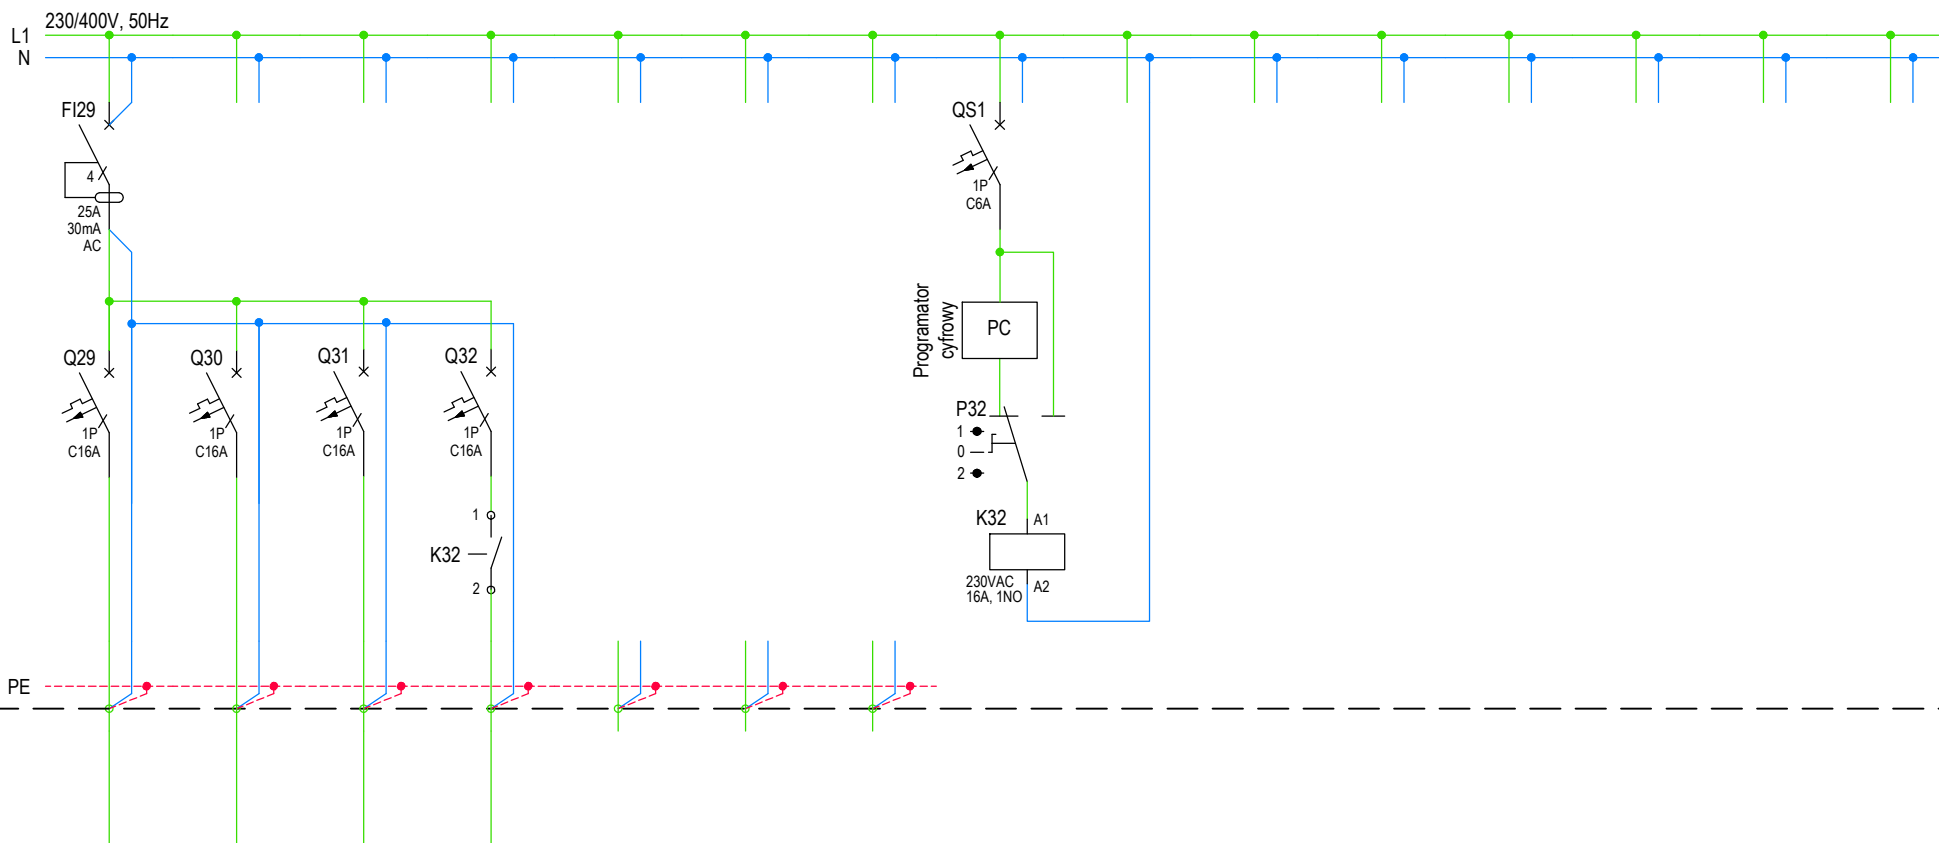 230/400V, 50Hz
L1
N
FI29
4
25A
30mA
AC
QS1
1P
C6A
Programator
cyfrowy
PC
Q29
1P
C16A
Q30
1P
C16A
Q31
1P
C16A
Q32
1P
C16A
P32
1
0
2
1
K32
2
K32
A1
230VAC
16A, 1NO
A2
PE